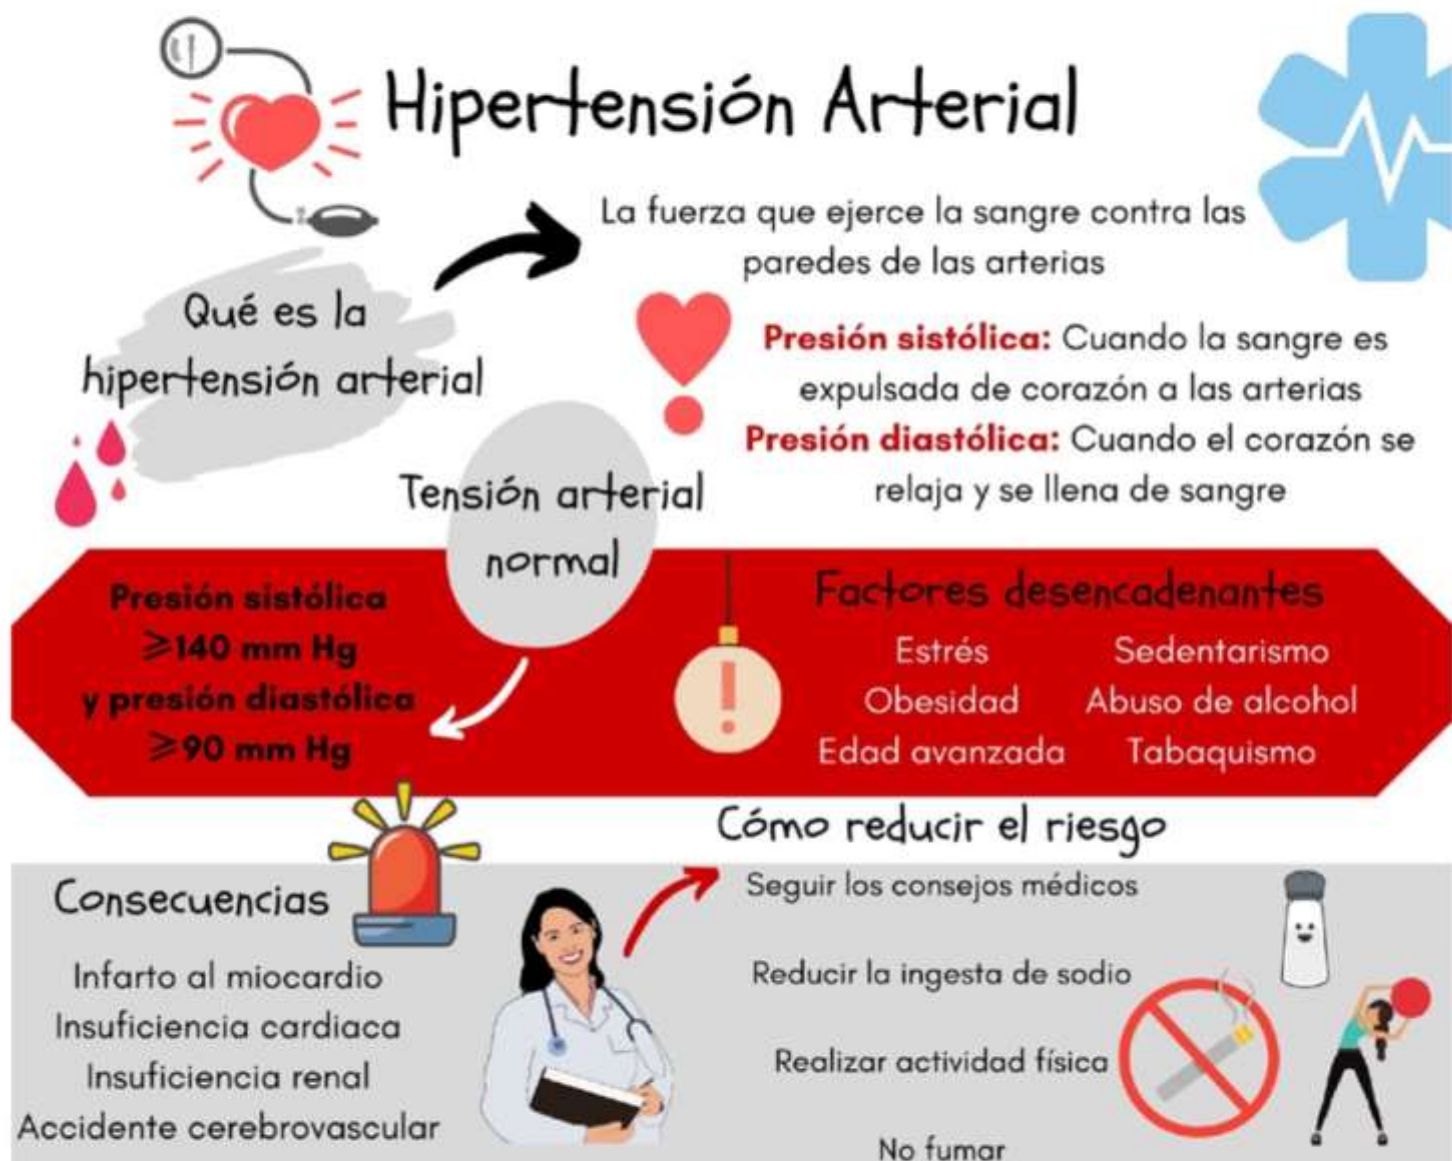 Hipertensión Arterial
La fuerza que ejerce la sangre contra las
paredes de las arterias
Qué es la
hipertensión arterial
Presión sistólica: Cuando la sangre es
expulsada de corazón a las arterias
Presión diastólica: Cuando el corazón se
relaja y se llena de sangre
Tensión arterial
normal
Presión sistólica
≥140 mm Hg
y presión diastólica
≥90 mm Hg
Factores desencadenantes
Estrés
Obesidad
Edad avanzada
Sedentarismo
Abuso de alcohol
Tabaquismo
Consecuencias
Infarto al miocardio
Insuficiencia cardiaca
Insuficiencia renal
Accidente cerebrovascular
Cómo reducir el riesgo
Seguir los consejos médicos
Reducir la ingesta de sodio
Realizar actividad física
No fumar